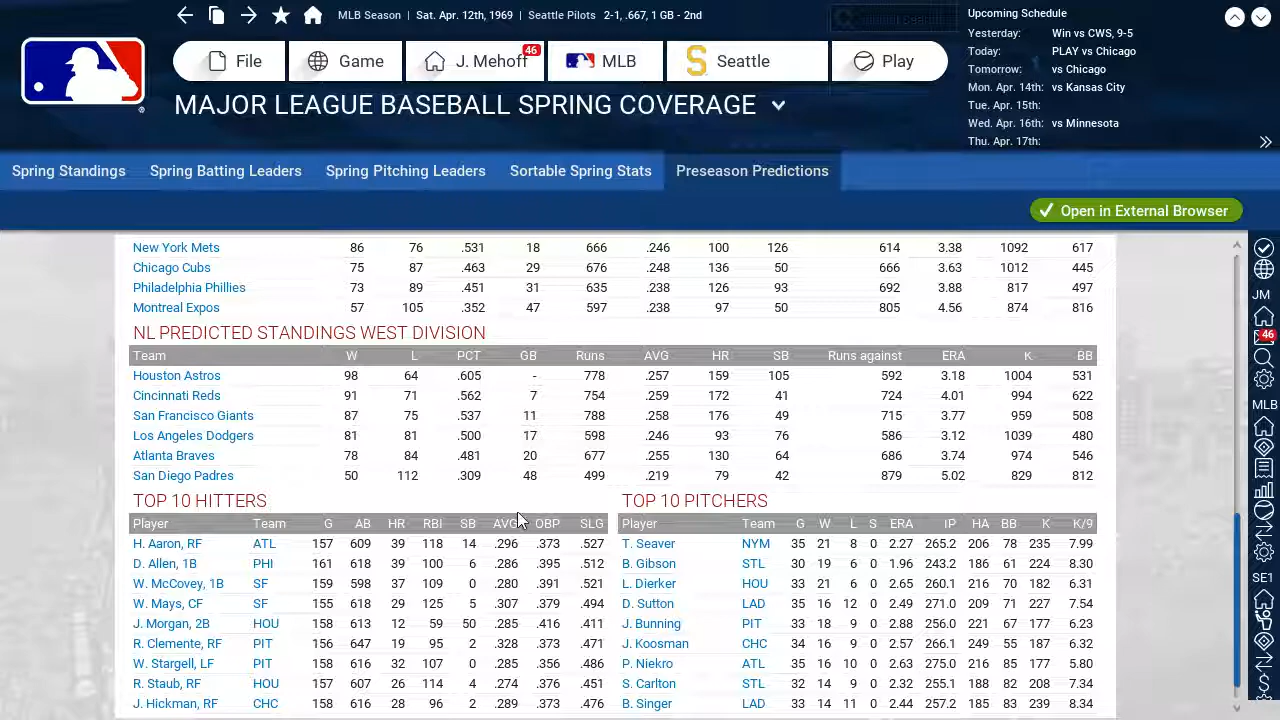 MLB Season | Sat. Apr. 12th, 1969 | Seattle Pilots 2-1, .667, 1 GB - 2nd
File Game J. Mehoff 46 MLB Seattle Play
MAJOR LEAGUE BASEBALL SPRING COVERAGE
Upcoming Schedule
Yesterday: Win vs CWS, 9-5
Today: PLAY vs Chicago
Tomorrow: vs Chicago
Mon. Apr. 14th: vs Kansas City
Tue. Apr. 15th:
Wed. Apr. 16th: vs Minnesota
Thu. Apr. 17th:
Spring Standings Spring Batting Leaders Spring Pitching Leaders Sortable Spring Stats Preseason Predictions
Open in External Browser
New York Mets 86 76 .531 18 666 .246 100 126 614 3.38 1092 617
Chicago Cubs 75 87 .463 29 676 .248 136 50 666 3.63 1012 445
Philadelphia Phillies 73 89 .451 31 635 .238 126 93 692 3.88 817 497
Montreal Expos 57 105 .352 47 597 .238 97 50 805 4.56 874 816
NL PREDICTED STANDINGS WEST DIVISION
Team W L PCT GB Runs AVG HR SB Runs against ERA K BB
Houston Astros 98 64 .605 - 778 .257 159 105 592 3.18 1004 531
Cincinnati Reds 91 71 .562 7 754 .259 172 41 724 4.01 994 622
San Francisco Giants 87 75 .537 11 788 .258 176 49 715 3.77 959 508
Los Angeles Dodgers 81 81 .500 17 598 .246 93 76 586 3.12 1039 480
Atlanta Braves 78 84 .481 20 677 .255 130 64 686 3.74 974 546
San Diego Padres 50 112 .309 48 499 .219 79 42 879 5.02 829 812
TOP 10 HITTERS
Player Team G AB HR RBI SB AVG OBP SLG
H. Aaron, RF ATL 157 609 39 118 14 .296 .373 .527
D. Allen, 1B PHI 161 618 39 100 6 .286 .395 .512
W. McCovey, 1B SF 159 598 37 109 0 .280 .391 .521
W. Mays, CF SF 155 618 29 125 5 .307 .379 .494
J. Morgan, 2B HOU 158 613 12 59 50 .285 .416 .411
R. Clemente, RF PIT 156 647 19 95 2 .328 .373 .471
W. Stargell, LF PIT 158 616 32 107 0 .285 .356 .486
R. Staub, RF HOU 157 607 26 114 4 .274 .376 .451
J. Hickman, RF CHC 158 616 28 96 2 .289 .373 .476
TOP 10 PITCHERS
Player Team G W L S ERA IP HA BB K K/9
T. Seaver NYM 35 21 8 0 2.27 265.2 206 78 235 7.99
B. Gibson STL 30 19 6 0 1.96 243.2 186 61 224 8.30
L. Dierker HOU 33 21 6 0 2.65 260.1 216 70 182 6.31
D. Sutton LAD 35 16 12 0 2.49 271.0 209 71 227 7.54
J. Bunning PIT 33 18 9 0 2.88 256.0 221 67 177 6.23
J. Koosman CHC 34 16 9 0 2.57 266.1 249 55 187 6.32
P. Niekro ATL 35 16 10 0 2.63 275.0 216 85 177 5.80
S. Carlton STL 32 14 9 0 2.32 255.1 188 82 208 7.34
B. Singer LAD 33 14 11 0 2.44 257.2 185 83 239 8.34
JM
46
MLB
SE1